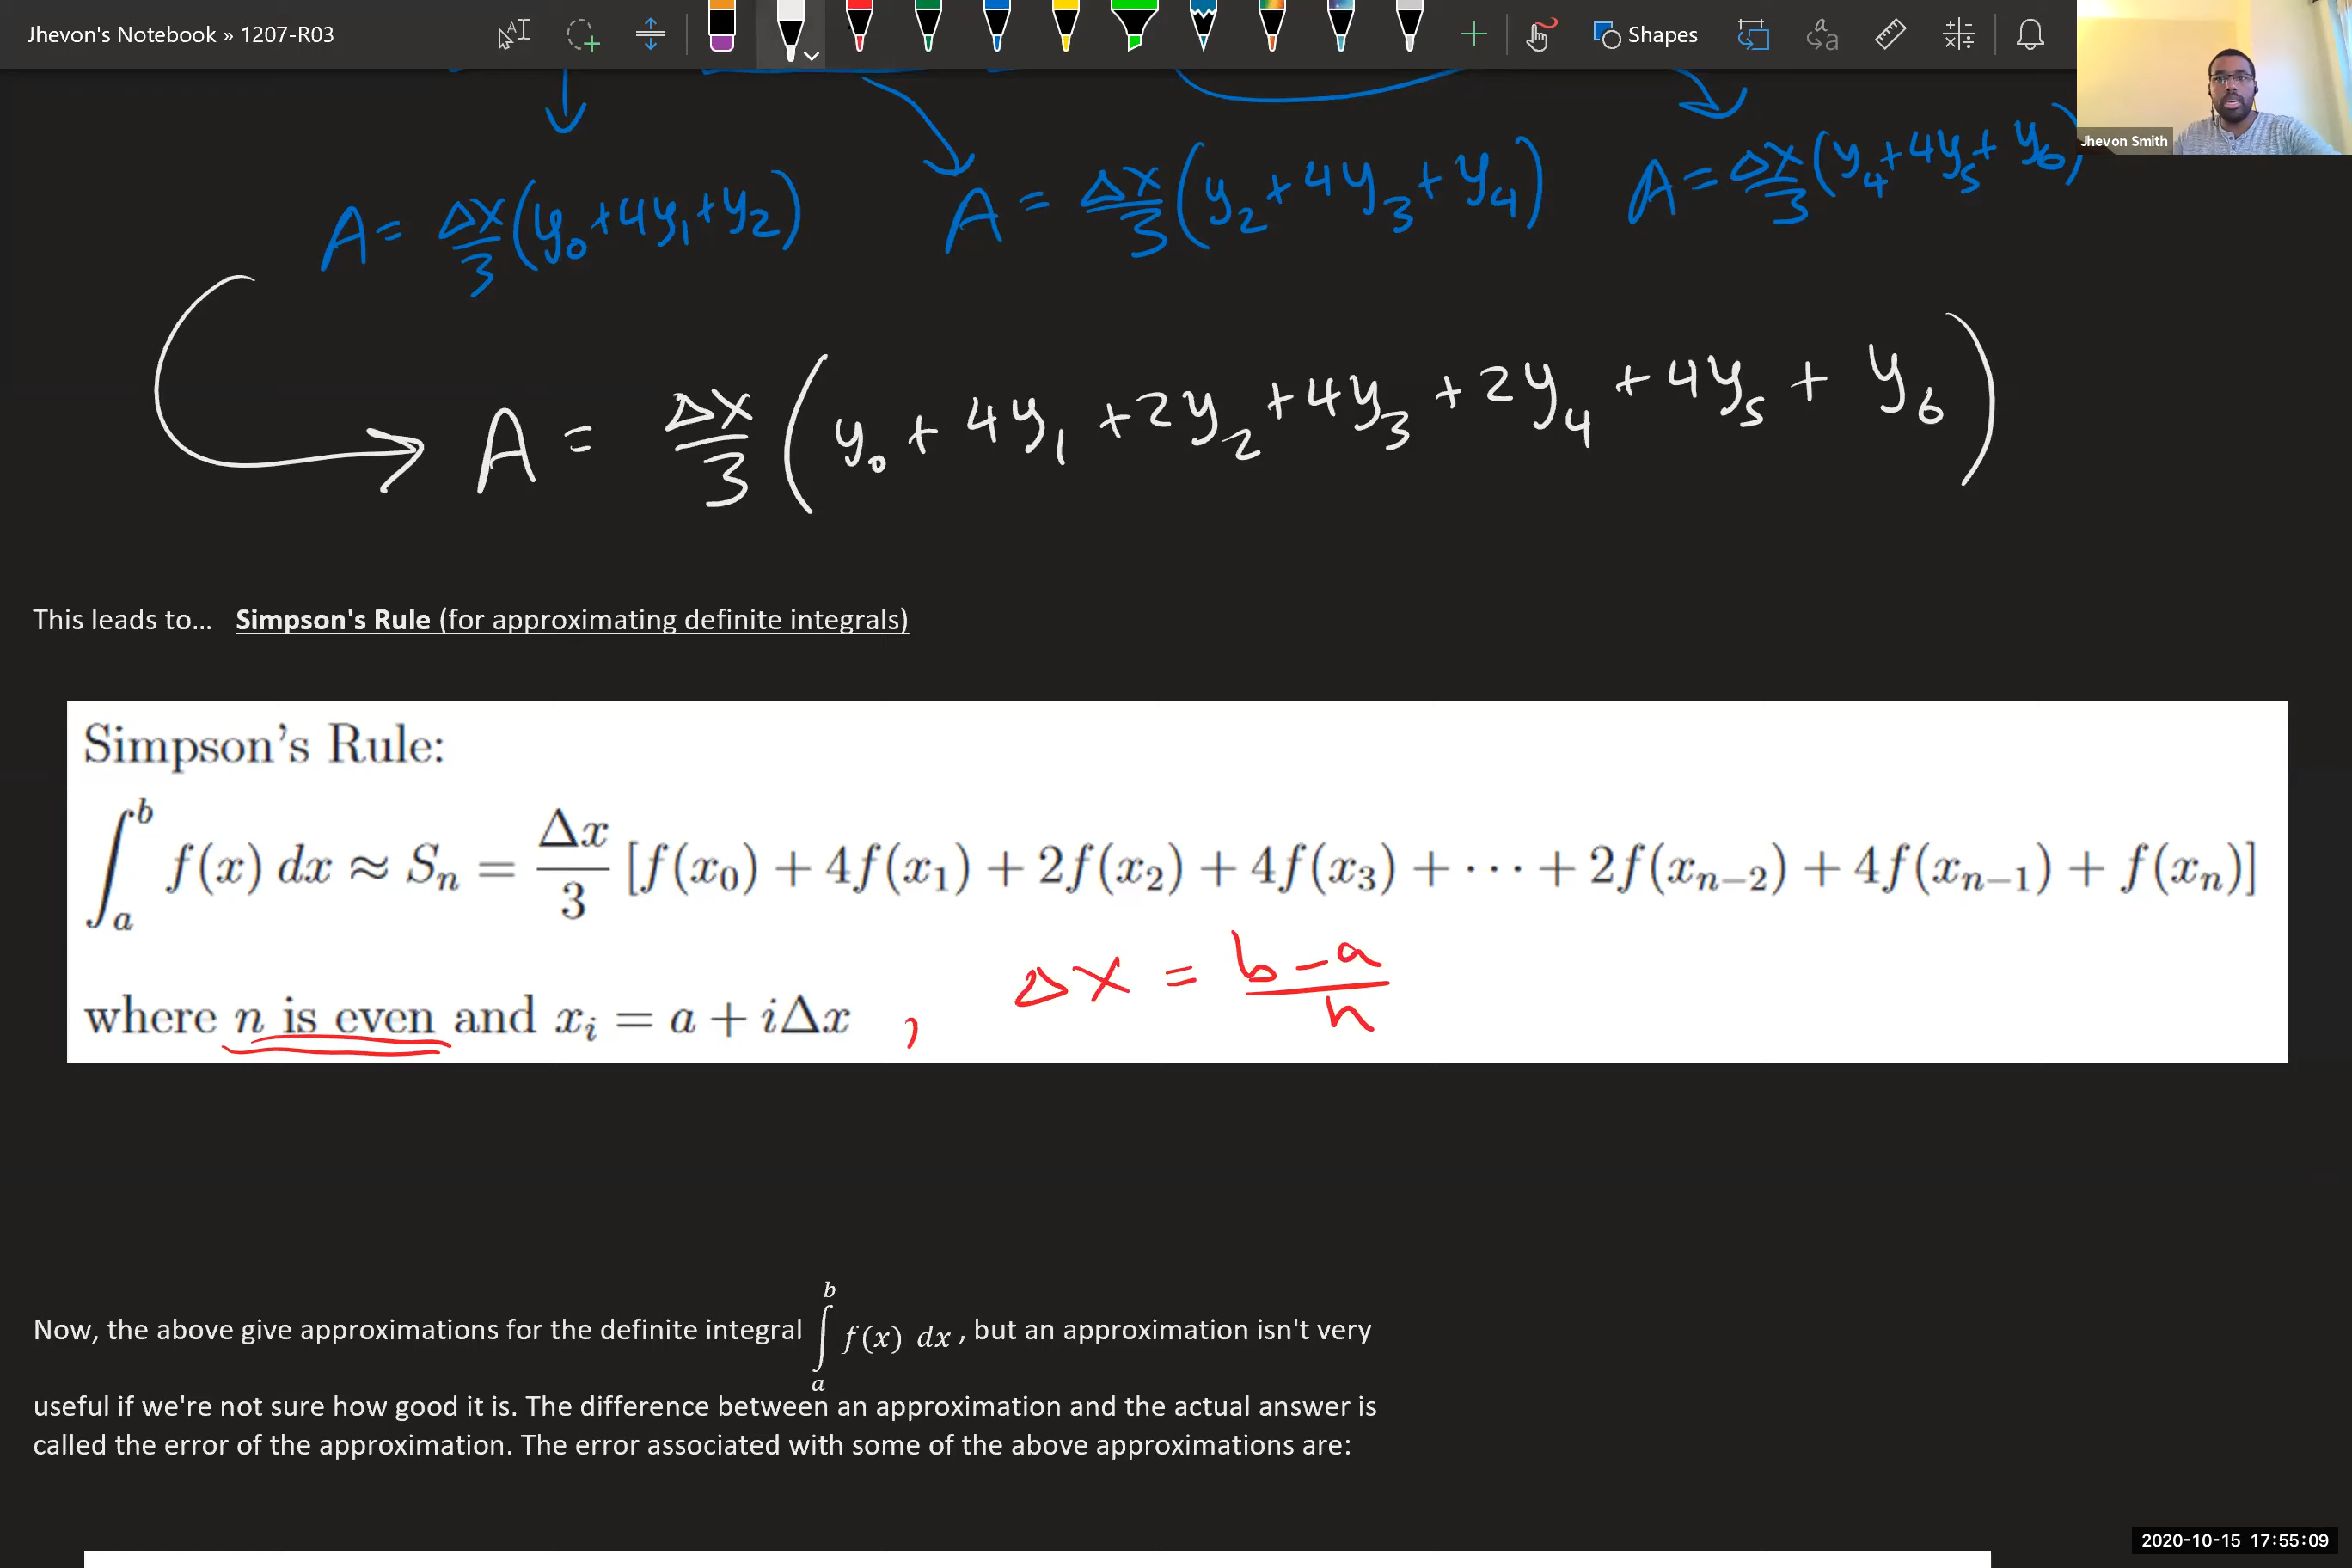 Jhevon's Notebook » 1207-R03
Shapes
Jhevon Smith
A = Δx/3 (y₀+4y₁+y₂) A = Δx/3 (y₂+4y₃+y₄) A = Δx/3 (y₄+4y₅+y₆)
A = Δx/3 (y₀ + 4y₁ +2y₂ +4y₃ +2y₄ +4y₅ + y₆)
This leads to... Simpson's Rule (for approximating definite integrals)
Simpson's Rule:
∫ₐᵇ f(x) dx ≈ Sₙ = Δx/3 [f(x₀) + 4f(x₁) + 2f(x₂) + 4f(x₃) + ⋯ + 2f(xₙ₋₂) + 4f(xₙ₋₁) + f(xₙ)]
where n is even and xᵢ = a + iΔx , Δx = b-a/n
Now, the above give approximations for the definite integral ∫ₐᵇ f(x) dx, but an approximation isn't very
useful if we're not sure how good it is. The difference between an approximation and the actual answer is
called the error of the approximation. The error associated with some of the above approximations are:
2020-10-15 17:55:09